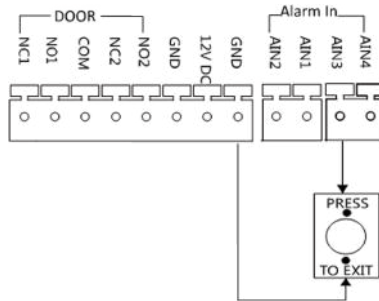 DOOR
Alarm In
NC1
NO1
COM
NC2
NO2
GND
12V DC
GND
AIN2
AIN1
AIN3
AIN4
PRESS
TO EXIT